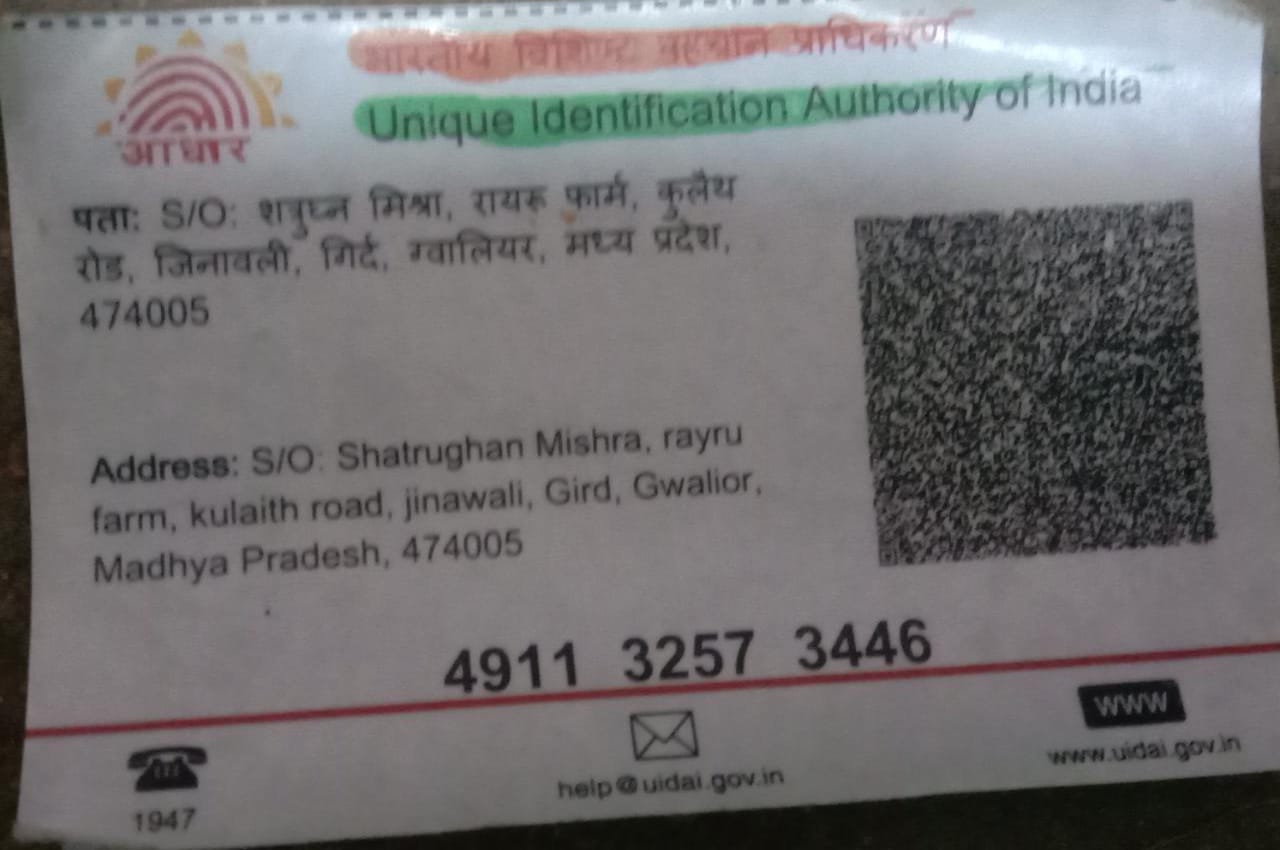 भारतीय विशिष्ट पहचान प्राधिकरण
Unique Identification Authority of India
आधार
पता: S/O: शत्रुघ्न मिश्रा, रायरू फार्म, कुलैथ
रोड, जिनावली, गिर्द, ग्वालियर, मध्य प्रदेश,
474005
Address: S/O: Shatrughan Mishra, rayru
farm, kulaith road, jinawali, Gird, Gwalior,
Madhya Pradesh, 474005
4911 3257 3446
WWW
1947
help@uidai.gov.in
www.uidai.gov.in